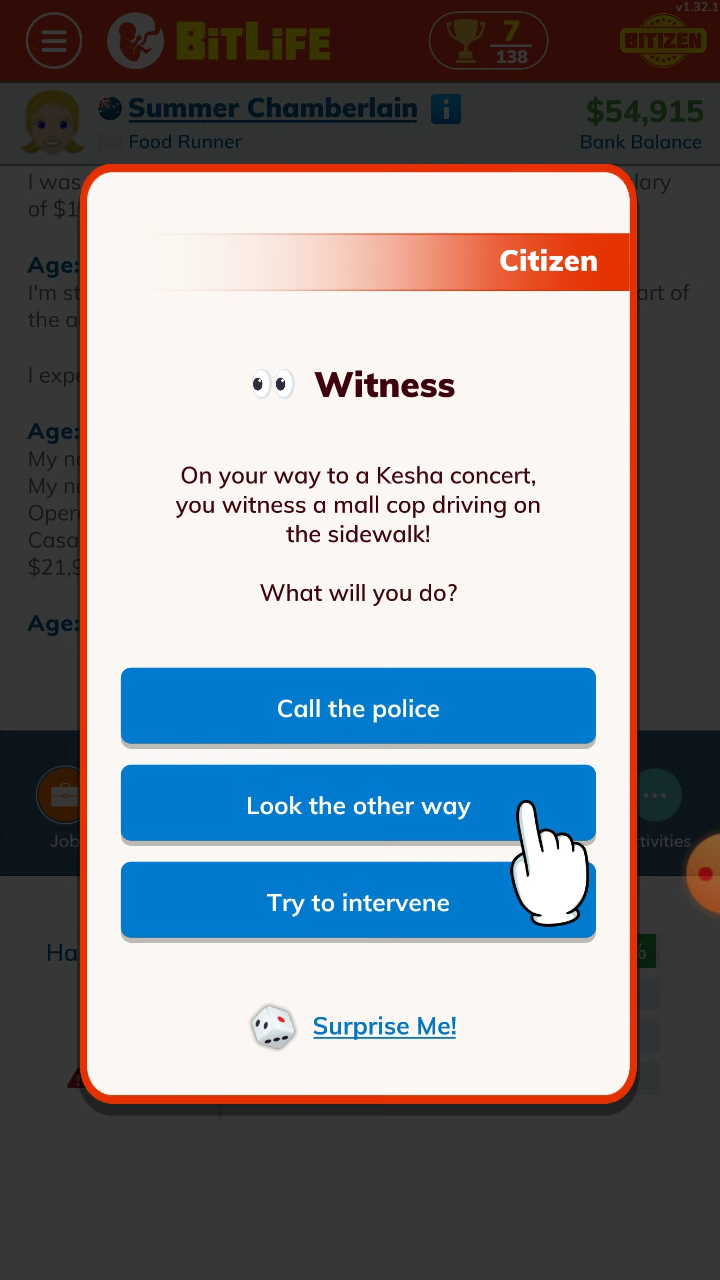 v1.32.1
BitLiFE
7
138
BITIZEN
Summer Chamberlain
$54,915
Food Runner
Bank Balance
I was
lary
of $1
Citizen
Age:
I'm st
art of
the a
I expe
Witness
Age:
On your way to a Kesha concert,
you witness a mall cop driving on
the sidewalk!
Casa
$21,9
What will you do?
Age:
Call the police
Look the other way
Job
tivities
Try to intervene
Ha
%
Surprise Me!